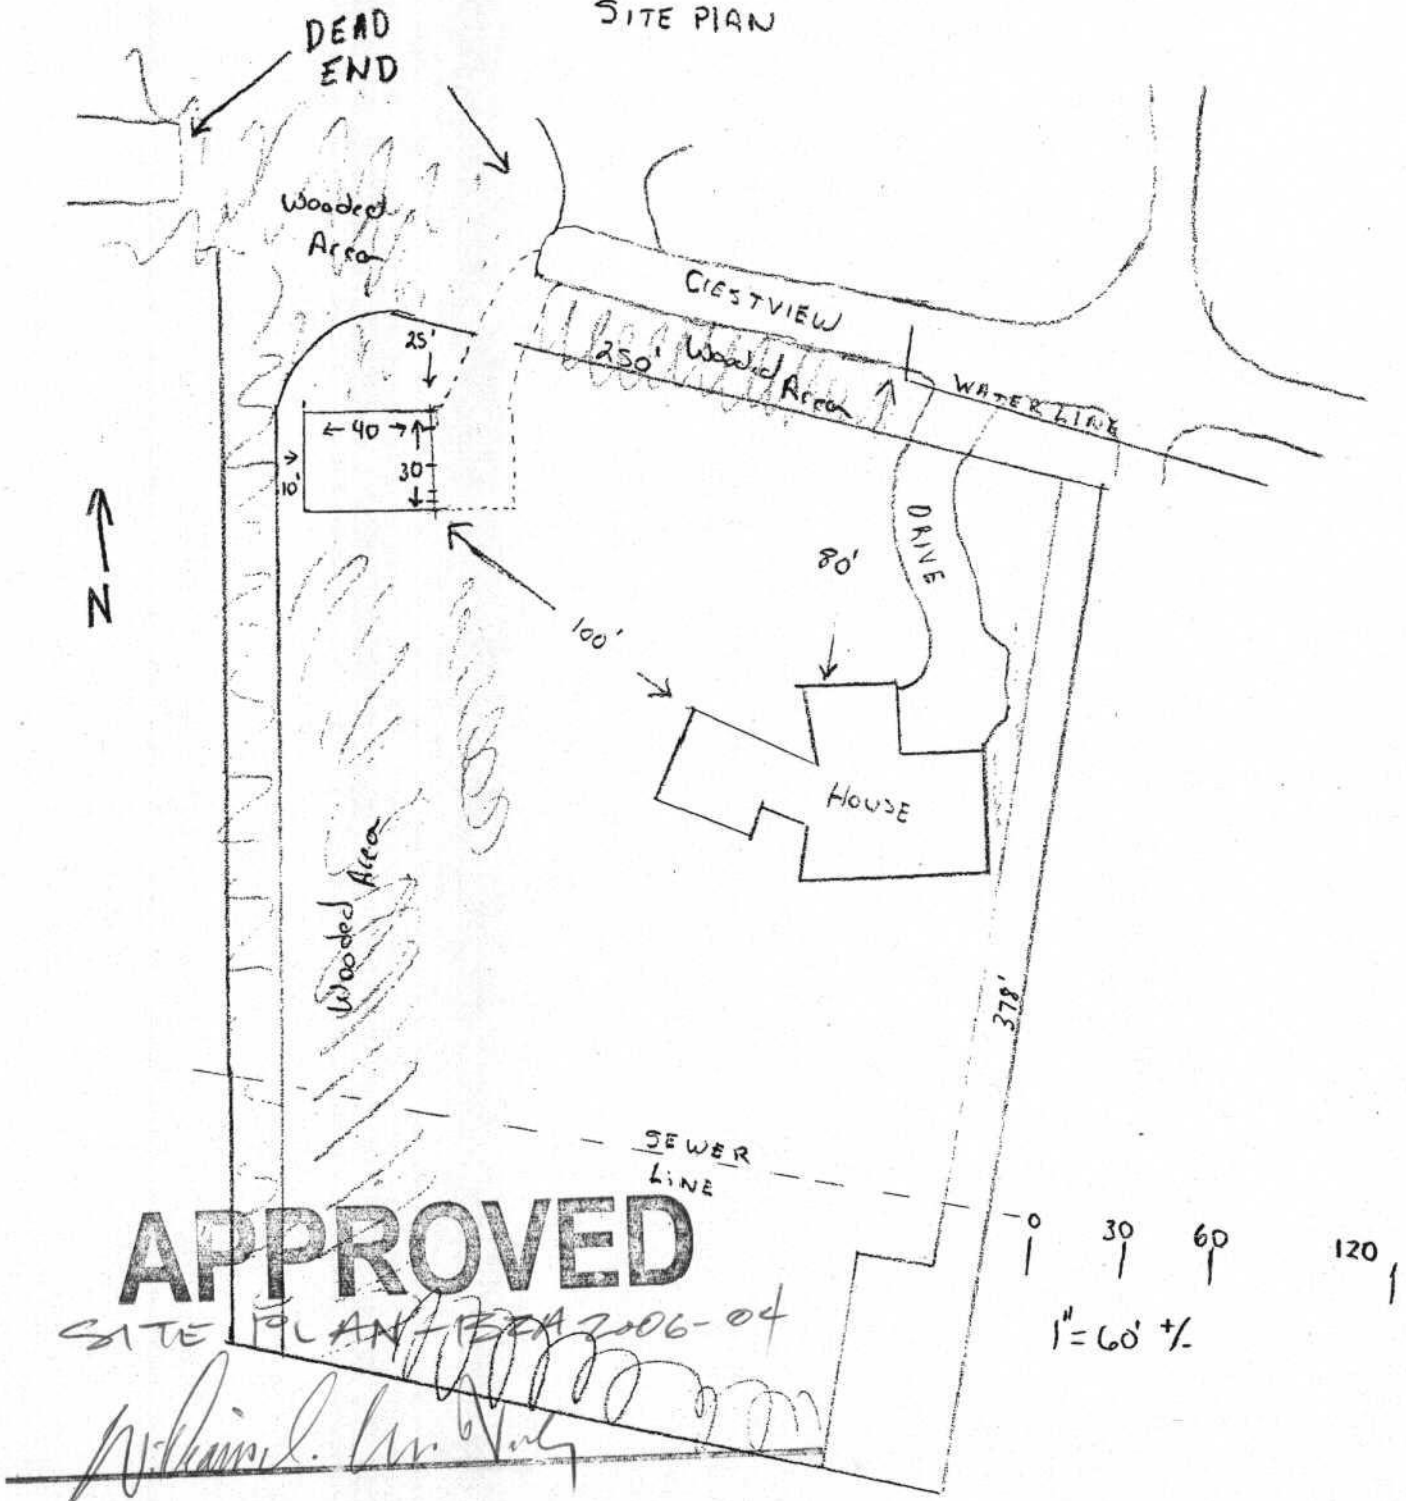 SITE PLAN
DEAD
END
Wooded
Area
CRESTVIEW
25'
250'
Wooded
Area
WATER LINE
← 40 →
30
10'
N
DRIVE
80'
100'
HOUSE
Wooded Area
378'
SEWER
LINE
0 30 60 120
1" = 60' +/-
APPROVED
SITE PLAN - BZA 2006-04